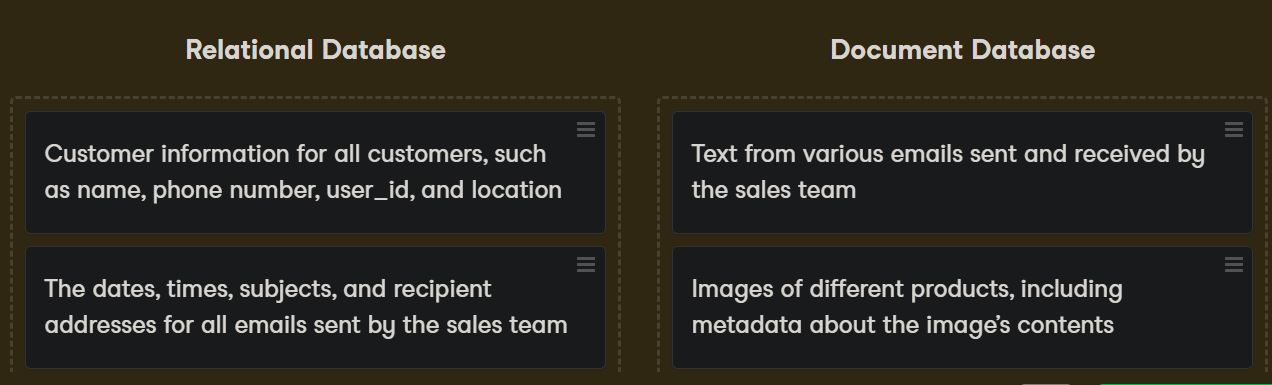 Relational Database
Customer information for all customers, such
as name, phone number, user_id, and location
The dates, times, subjects, and recipient
addresses for all emails sent by the sales team
Document Database
Text from various emails sent and received by
the sales team
Images of different products, including
metadata about the image’s contents